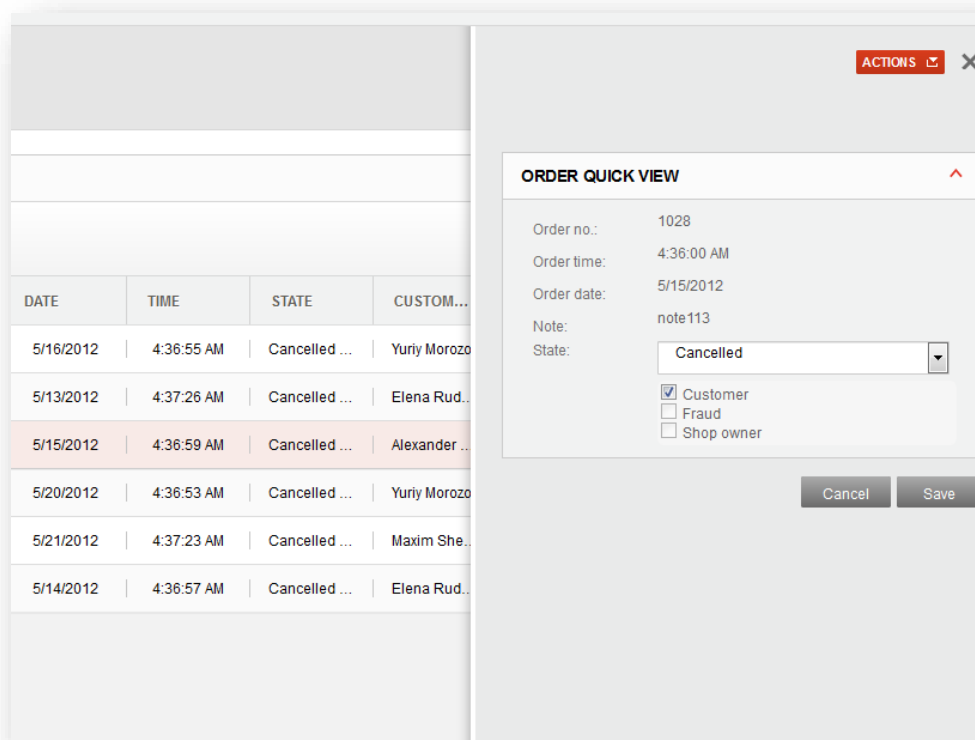 ACTIONS
ORDER QUICK VIEW
Order no.: 1028
Order time: 4:36:00 AM
Order date: 5/15/2012
Note: note113
State: Cancelled
Customer
Fraud
Shop owner
Cancel Save
DATE TIME STATE CUSTOM...
5/16/2012 4:36:55 AM Cancelled ... Yuriy Morozo
5/13/2012 4:37:26 AM Cancelled ... Elena Rud...
5/15/2012 4:36:59 AM Cancelled ... Alexander ...
5/20/2012 4:36:53 AM Cancelled ... Yuriy Morozo
5/21/2012 4:37:23 AM Cancelled ... Maxim She...
5/14/2012 4:36:57 AM Cancelled ... Elena Rud...